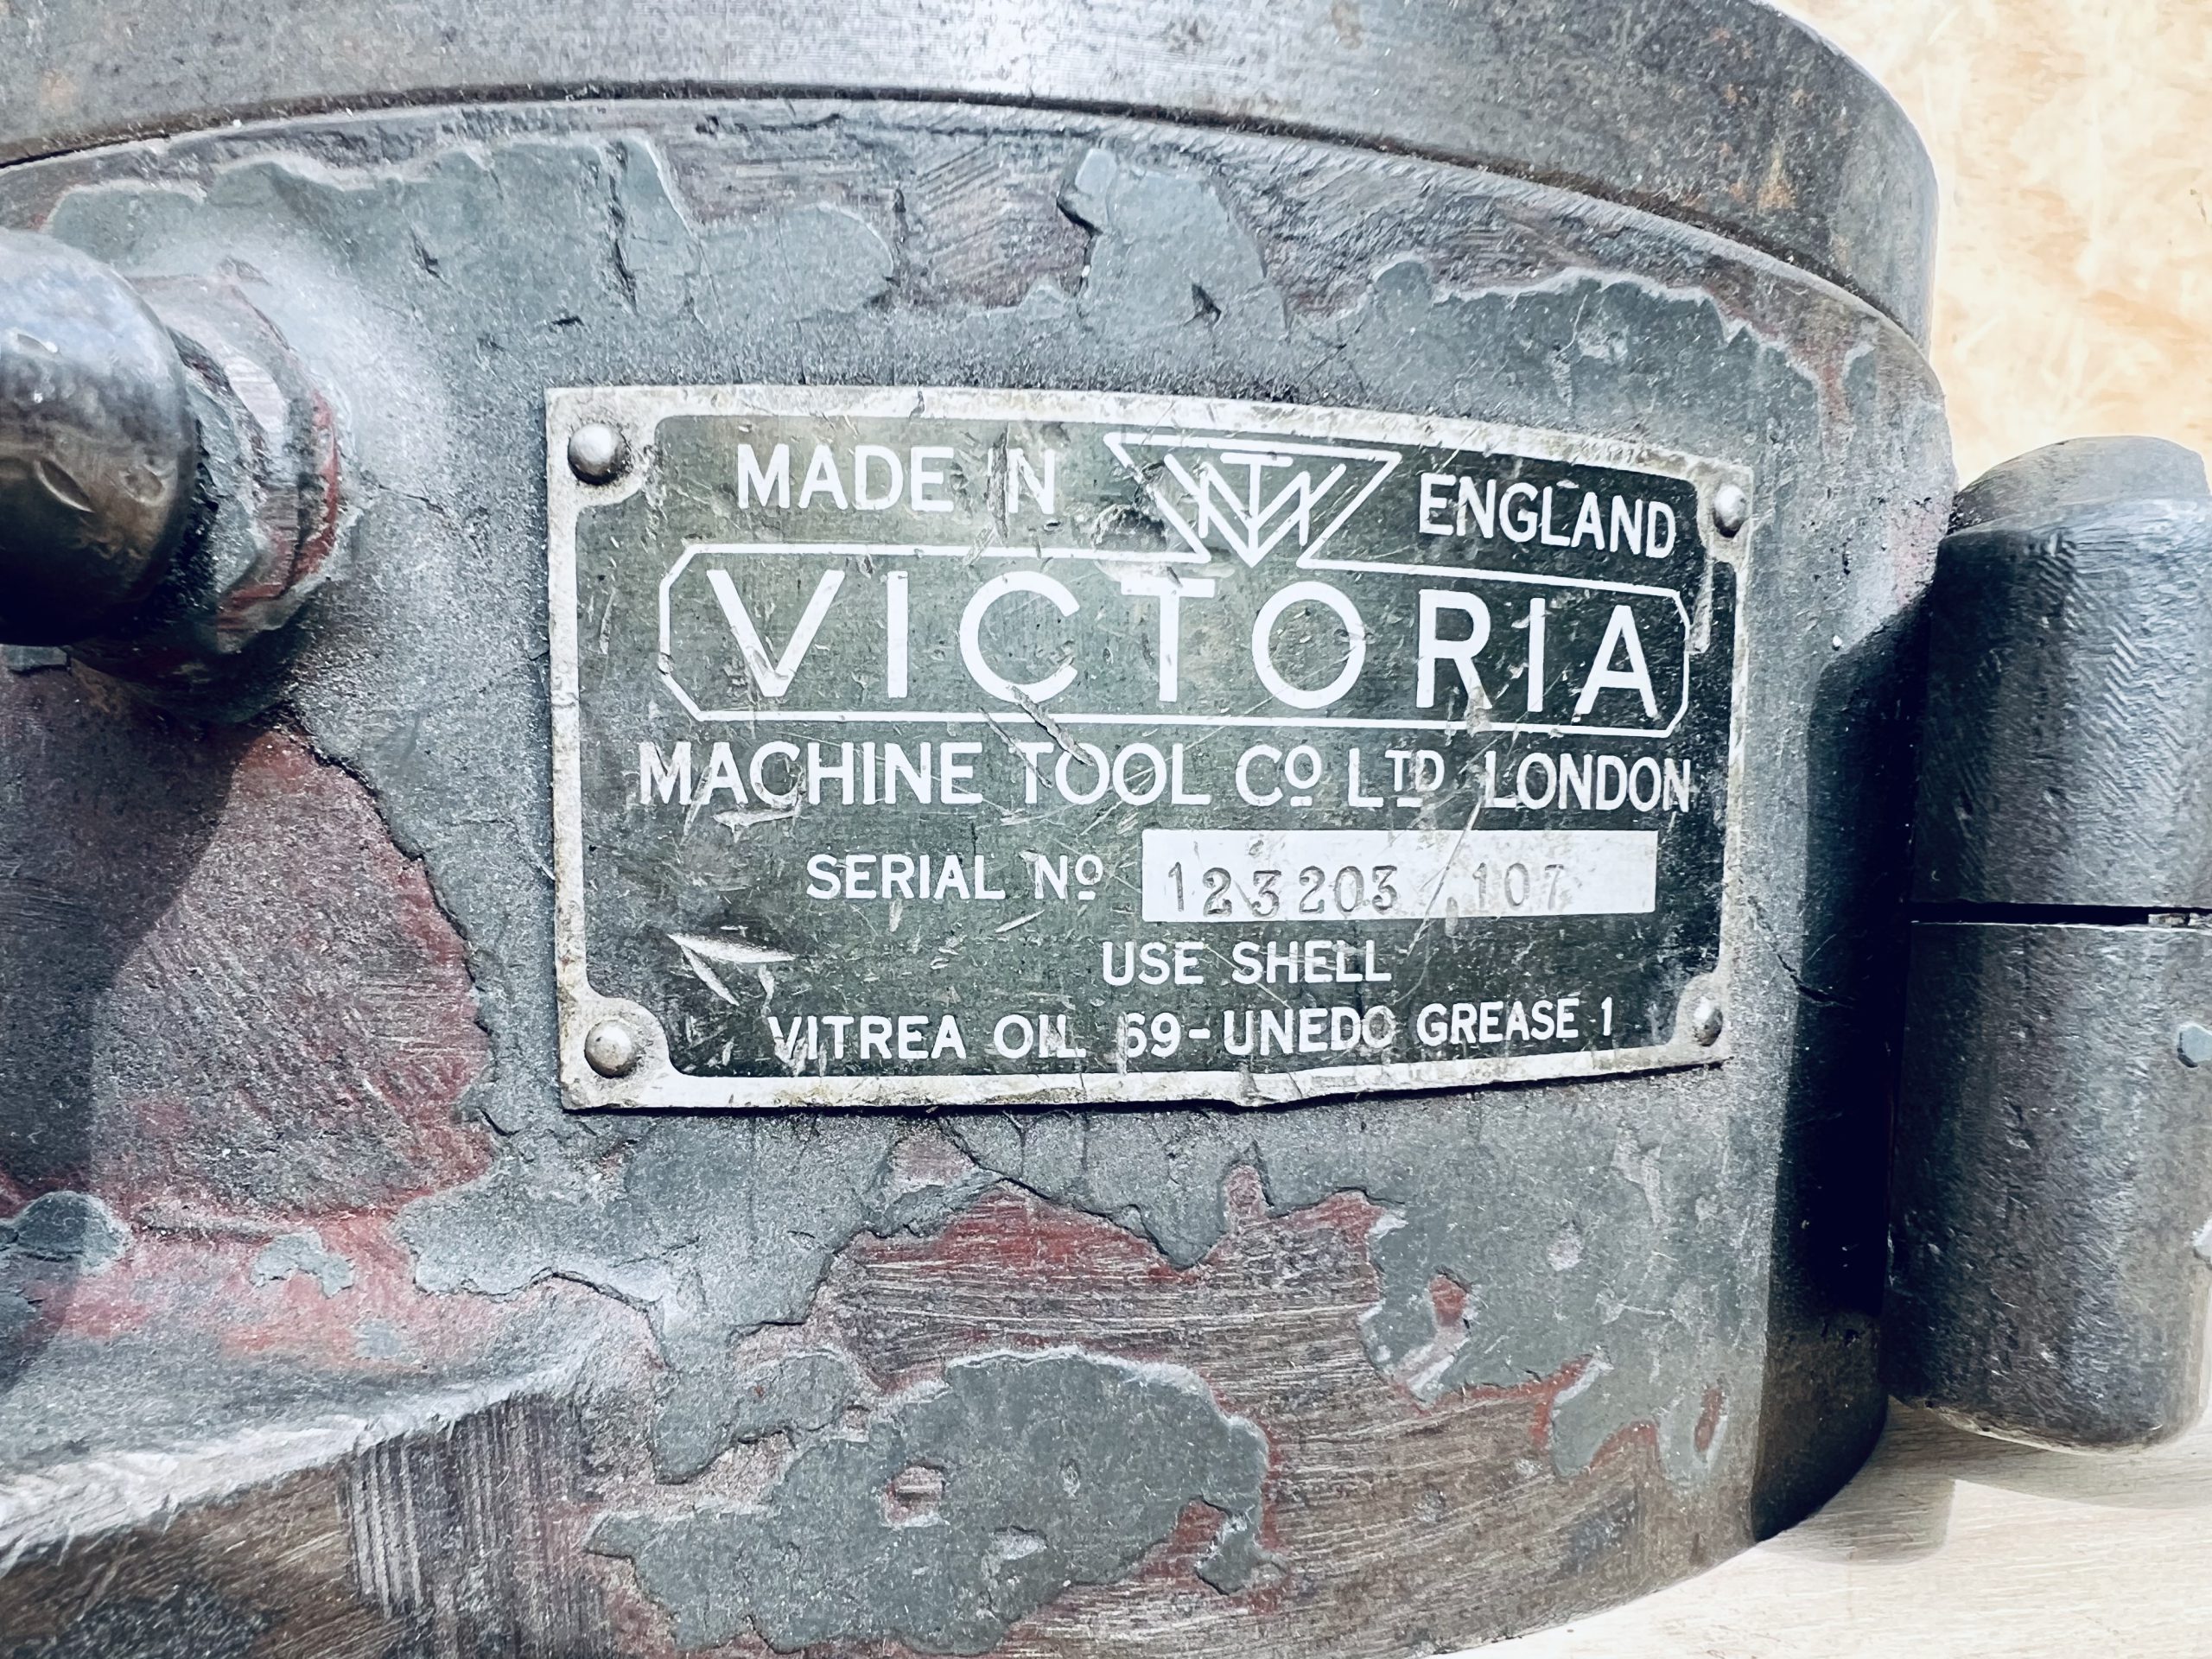 MADE IN VMT ENGLAND
VICTORIA
MACHINE TOOL Co LTD LONDON
SERIAL No 123203 / 107
USE SHELL
VITREA OIL 69-UNEDO GREASE 1